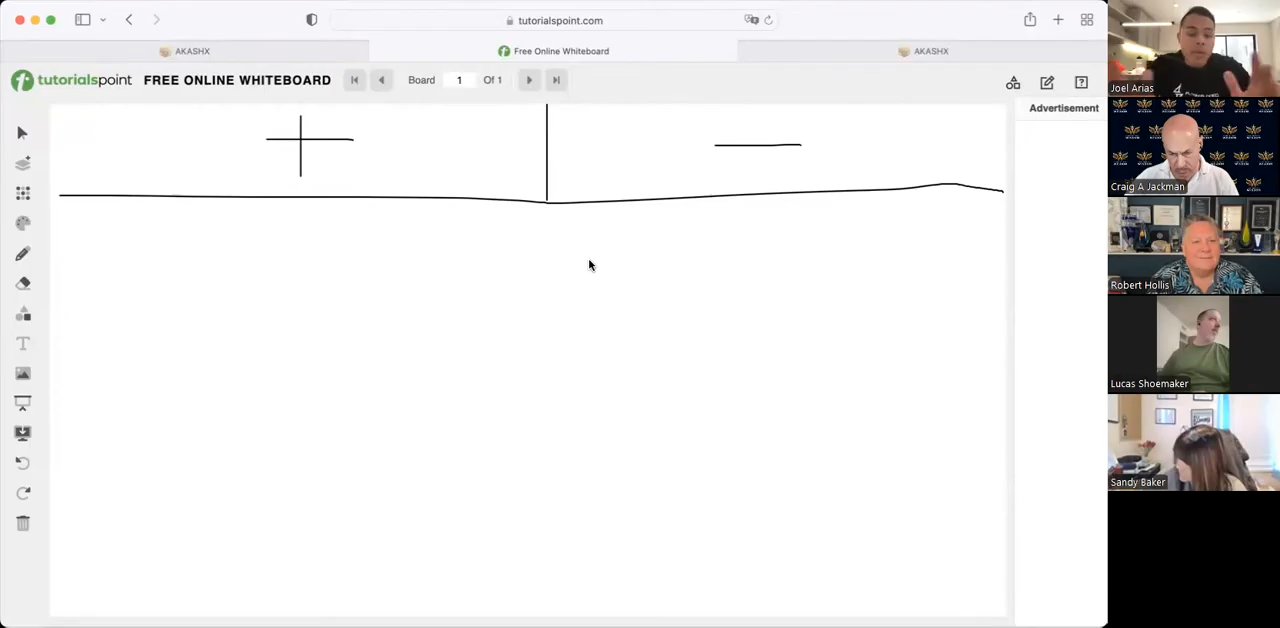 tutorialspoint.com
AKASHX
Free Online Whiteboard
AKASHX
tutorialspoint FREE ONLINE WHITEBOARD
Board 1 Of 1
Advertisement
Joel Arias
Craig A Jackman
Robert Hollis
Lucas Shoemaker
Sandy Baker